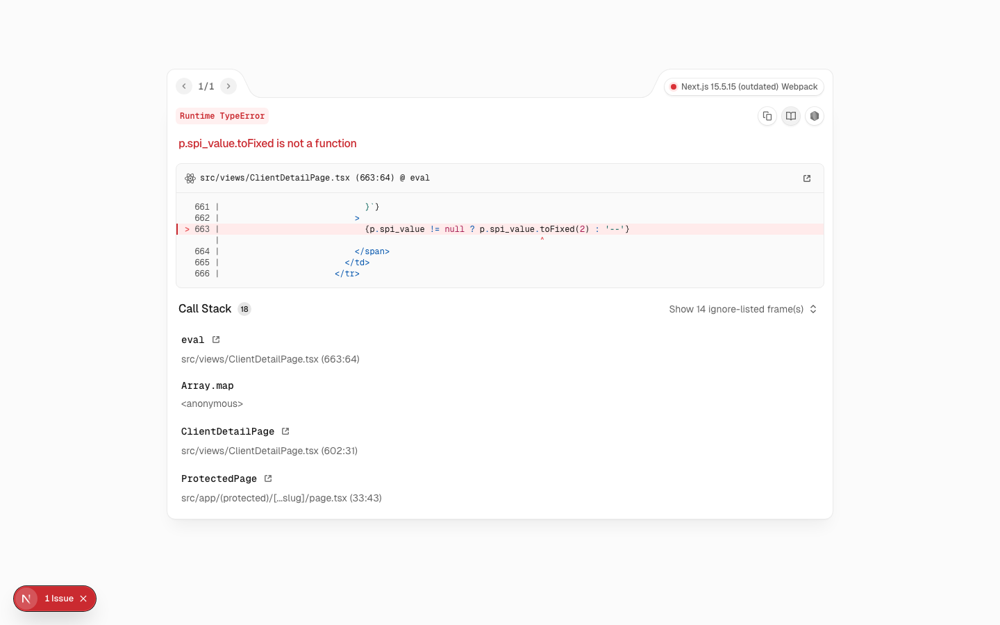 1/1
Next.js 15.5.15 (outdated) Webpack
Runtime TypeError
p.spi_value.toFixed is not a function
src/views/ClientDetailPage.tsx (663:64) @ eval
661 | }`}
662 | >
> 663 | {p.spi_value != null ? p.spi_value.toFixed(2) : '--'}
| ^
664 | </span>
665 | </td>
666 | </tr>
Call Stack 18
Show 14 ignore-listed frame(s)
eval
src/views/ClientDetailPage.tsx (663:64)
Array.map
<anonymous>
ClientDetailPage
src/views/ClientDetailPage.tsx (602:31)
ProtectedPage
src/app/(protected)/[...slug]/page.tsx (33:43)
N 1 Issue